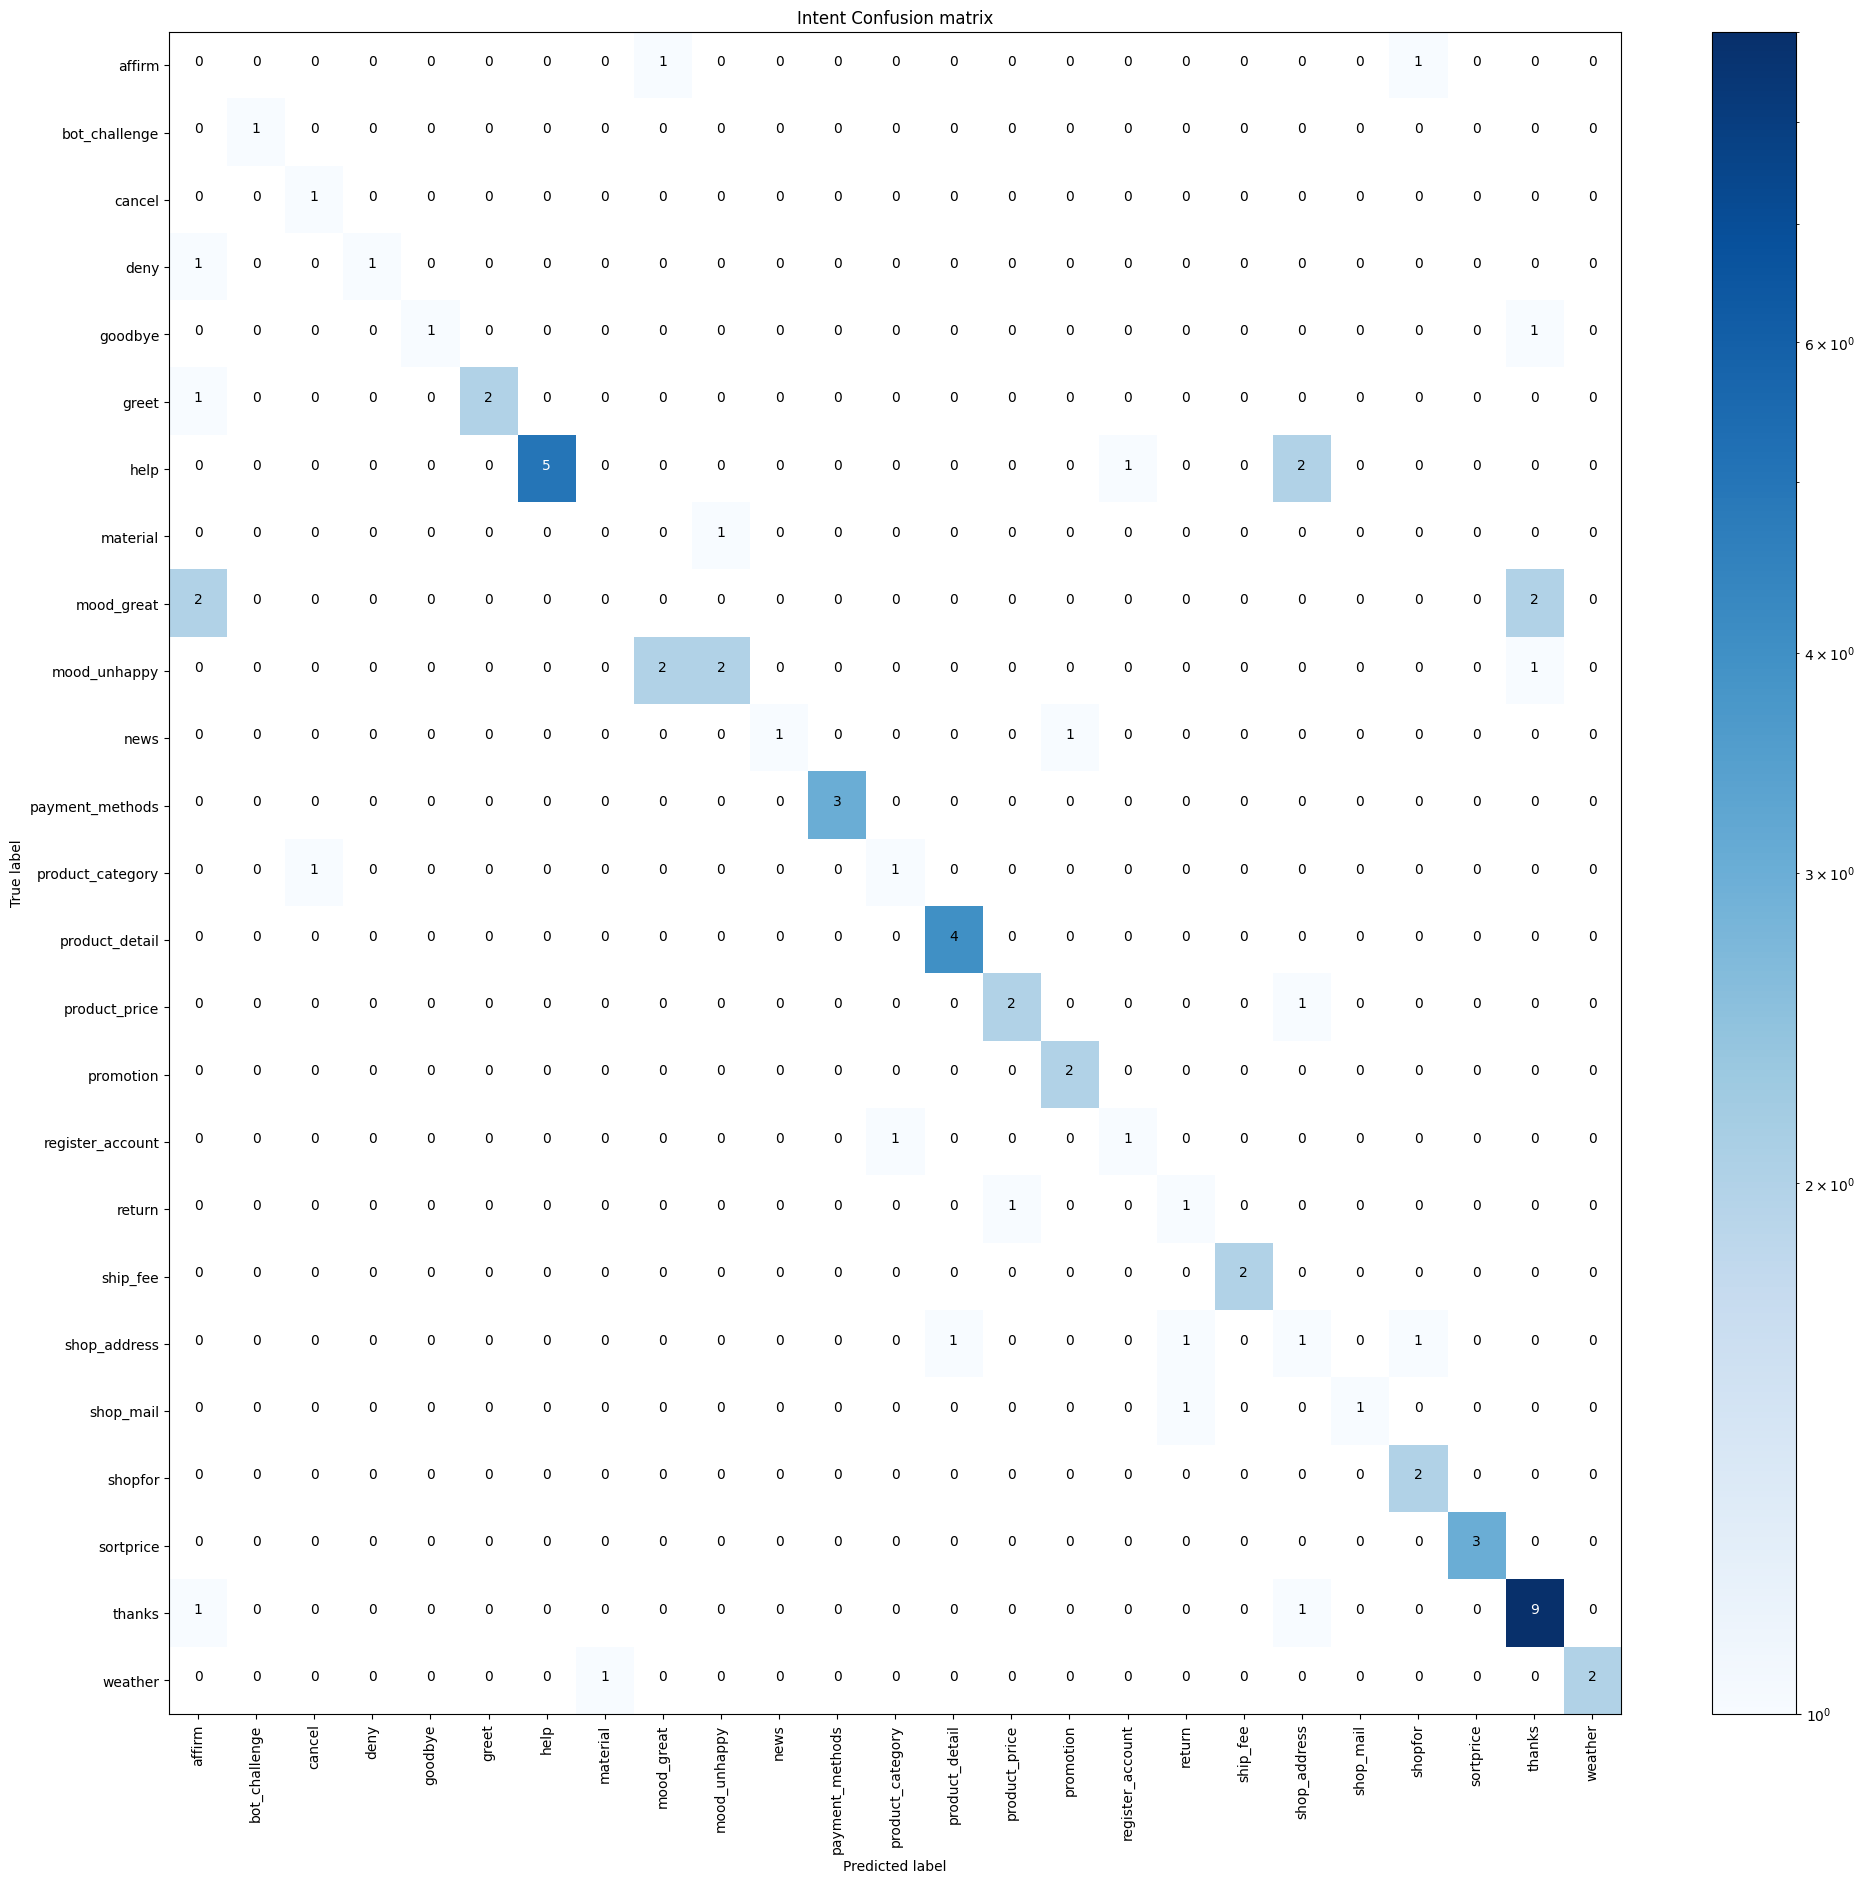 Intent Confusion matrix
True label
affirm 0 0 0 0 0 0 0 0 1 0 0 0 0 0 0 0 0 0 0 0 0 1 0 0 0
bot_challenge 0 1 0 0 0 0 0 0 0 0 0 0 0 0 0 0 0 0 0 0 0 0 0 0 0
cancel 0 0 1 0 0 0 0 0 0 0 0 0 0 0 0 0 0 0 0 0 0 0 0 0 0
deny 1 0 0 1 0 0 0 0 0 0 0 0 0 0 0 0 0 0 0 0 0 0 0 0 0
goodbye 0 0 0 0 1 0 0 0 0 0 0 0 0 0 0 0 0 0 0 0 0 0 0 1 0
greet 1 0 0 0 0 2 0 0 0 0 0 0 0 0 0 0 0 0 0 0 0 0 0 0 0
help 0 0 0 0 0 0 5 0 0 0 0 0 0 0 0 0 1 0 0 2 0 0 0 0 0
material 0 0 0 0 0 0 0 0 0 1 0 0 0 0 0 0 0 0 0 0 0 0 0 0 0
mood_great 2 0 0 0 0 0 0 0 0 0 0 0 0 0 0 0 0 0 0 0 0 0 0 2 0
mood_unhappy 0 0 0 0 0 0 0 0 2 2 0 0 0 0 0 0 0 0 0 0 0 0 0 1 0
news 0 0 0 0 0 0 0 0 0 0 1 0 0 0 0 1 0 0 0 0 0 0 0 0 0
payment_methods 0 0 0 0 0 0 0 0 0 0 0 3 0 0 0 0 0 0 0 0 0 0 0 0 0
product_category 0 0 1 0 0 0 0 0 0 0 0 0 1 0 0 0 0 0 0 0 0 0 0 0 0
product_detail 0 0 0 0 0 0 0 0 0 0 0 0 0 4 0 0 0 0 0 0 0 0 0 0 0
product_price 0 0 0 0 0 0 0 0 0 0 0 0 0 0 2 0 0 0 0 1 0 0 0 0 0
promotion 0 0 0 0 0 0 0 0 0 0 0 0 0 0 0 2 0 0 0 0 0 0 0 0 0
register_account 0 0 0 0 0 0 0 0 0 0 0 0 1 0 0 0 1 0 0 0 0 0 0 0 0
return 0 0 0 0 0 0 0 0 0 0 0 0 0 0 1 0 0 1 0 0 0 0 0 0 0
ship_fee 0 0 0 0 0 0 0 0 0 0 0 0 0 0 0 0 0 0 2 0 0 0 0 0 0
shop_address 0 0 0 0 0 0 0 0 0 0 0 0 0 1 0 0 0 1 0 1 0 1 0 0 0
shop_mail 0 0 0 0 0 0 0 0 0 0 0 0 0 0 0 0 0 1 0 0 1 0 0 0 0
shopfor 0 0 0 0 0 0 0 0 0 0 0 0 0 0 0 0 0 0 0 0 0 2 0 0 0
sortprice 0 0 0 0 0 0 0 0 0 0 0 0 0 0 0 0 0 0 0 0 0 0 3 0 0
thanks 1 0 0 0 0 0 0 0 0 0 0 0 0 0 0 0 0 0 0 1 0 0 0 9 0
weather 0 0 0 0 0 0 0 1 0 0 0 0 0 0 0 0 0 0 0 0 0 0 0 0 2
affirm
bot_challenge
cancel
deny
goodbye
greet
help
material
mood_great
mood_unhappy
news
payment_methods
product_category
product_detail
product_price
promotion
register_account
return
ship_fee
shop_address
shop_mail
shopfor
sortprice
thanks
weather
Predicted label
6 × 10⁰
4 × 10⁰
3 × 10⁰
2 × 10⁰
10⁰